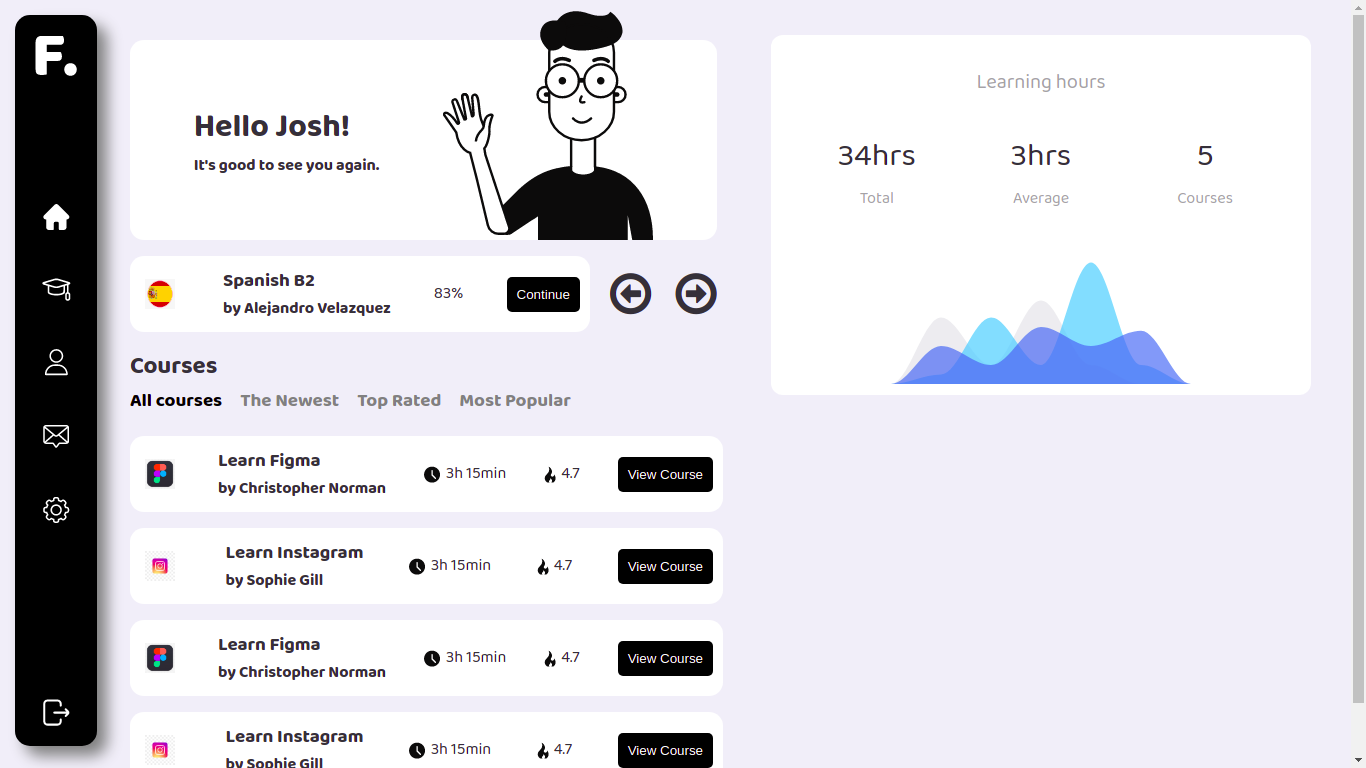 F.
Hello Josh!
It's good to see you again.
Spanish B2
by Alejandro Velazquez
83%
Continue
Courses
All courses The Newest Top Rated Most Popular
Learn Figma
by Christopher Norman
3h 15min
4.7
View Course
Learn Instagram
by Sophie Gill
3h 15min
4.7
View Course
Learn Figma
by Christopher Norman
3h 15min
4.7
View Course
Learn Instagram
by Sophie Gill
3h 15min
4.7
View Course
Learning hours
34hrs
Total
3hrs
Average
5
Courses